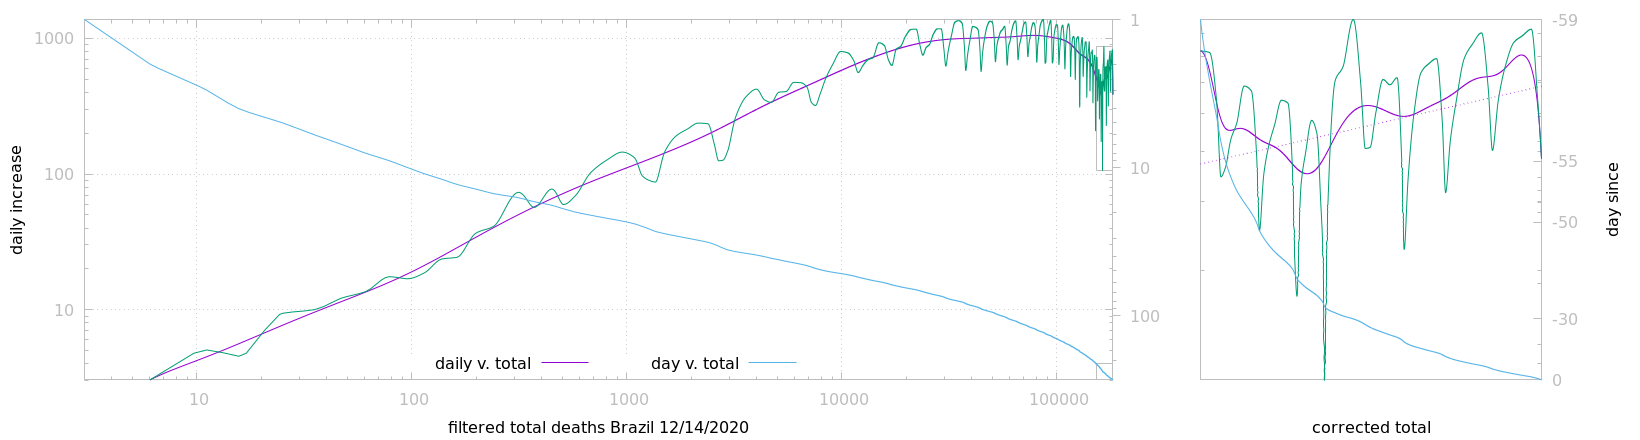 1000
100
10
daily increase
daily v. total
day v. total
10
100
1000
10000
100000
filtered total deaths Brazil 12/14/2020
1
10
100
-59
-55
-50
-30
0
day since
corrected total